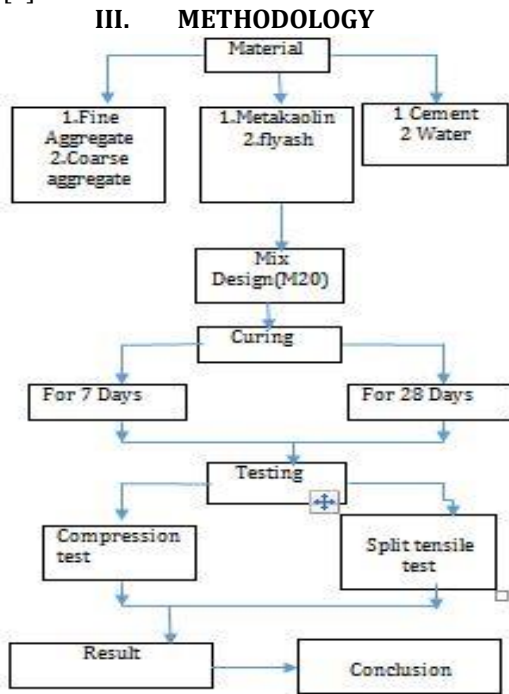 III. METHODOLOGY
Material
1.Fine
Aggregate
2.Coarse
aggregate
1.Metakaolin
2.flyash
1 Cement
2 Water
Mix
Design(M20)
Curing
For 7 Days
For 28 Days
Testing
Compression
test
Split tensile
test
Result
Conclusion